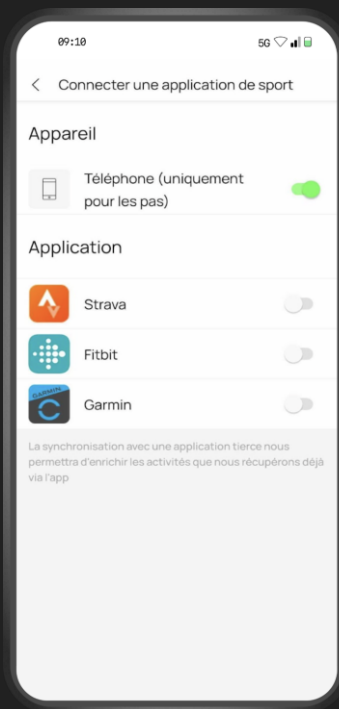 09:10
5G
Connecter une application de sport
Appareil
Téléphone (uniquement
pour les pas)
Application
Strava
Fitbit
GARMIN
Garmin
La synchronisation avec une application tierce nous
permettra d'enrichir les activités que nous récupérons déjà
via l'app